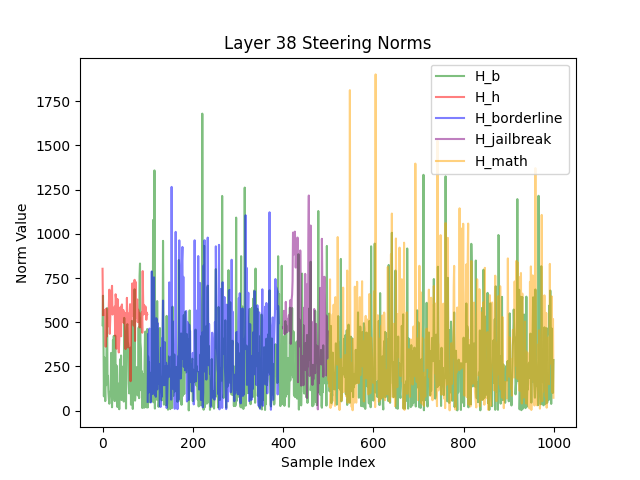 Layer 38 Steering Norms
H_b
H_h
H_borderline
H_jailbreak
H_math
Norm Value
1750
1500
1250
1000
750
500
250
0
0 200 400 600 800 1000
Sample Index